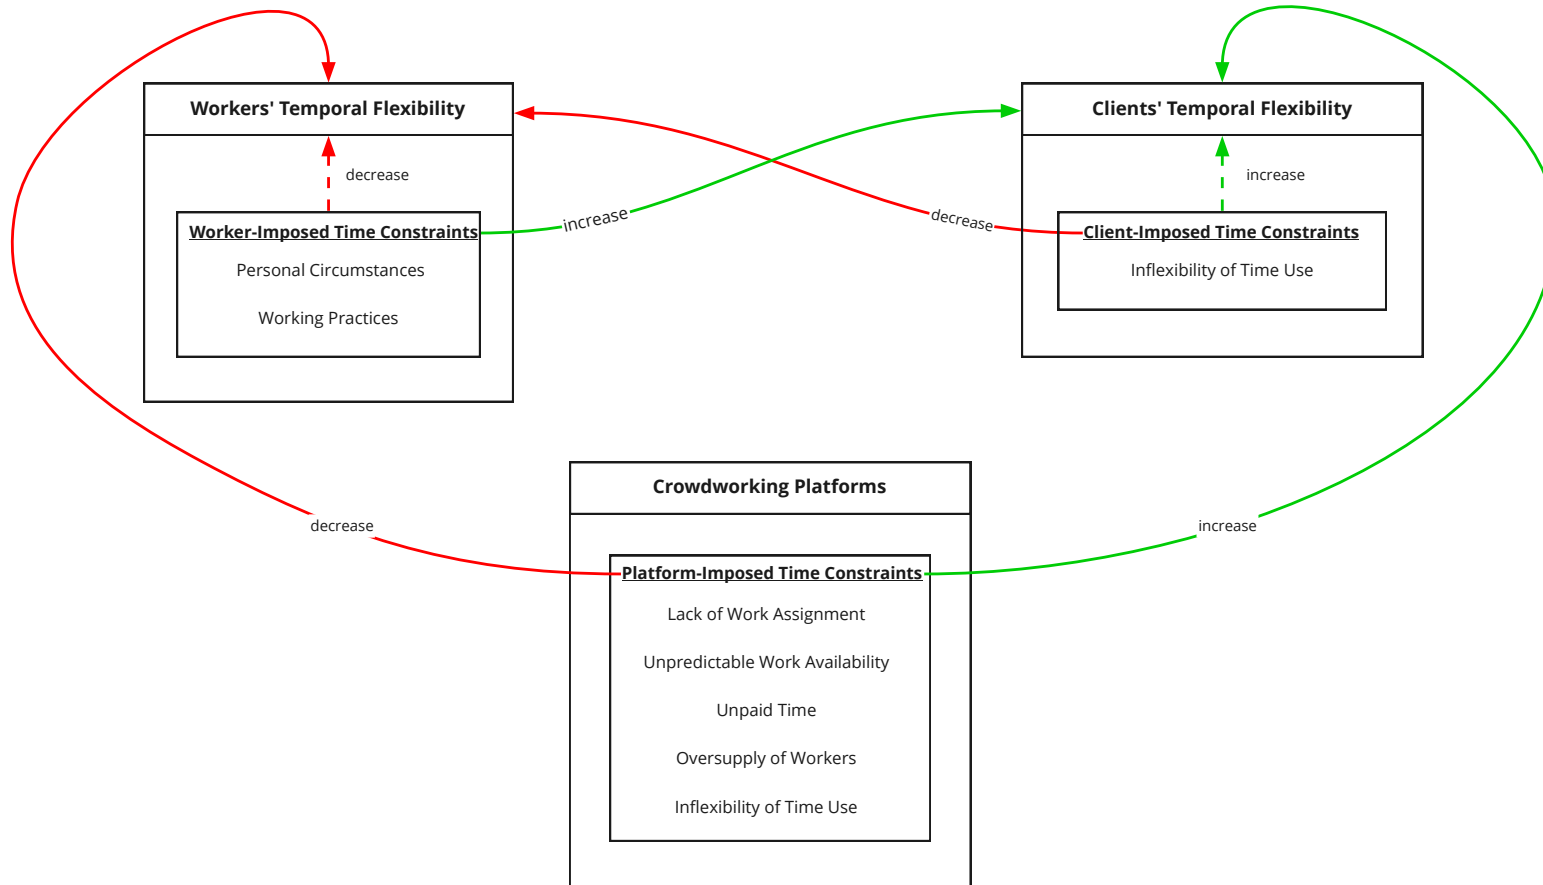 Workers' Temporal Flexibility
decrease
Worker-Imposed Time Constraints
Personal Circumstances
Working Practices
increase
decrease
Clients' Temporal Flexibility
increase
Client-Imposed Time Constraints
Inflexibility of Time Use
decrease
increase
Crowdworking Platforms
Platform-Imposed Time Constraints
Lack of Work Assignment
Unpredictable Work Availability
Unpaid Time
Oversupply of Workers
Inflexibility of Time Use